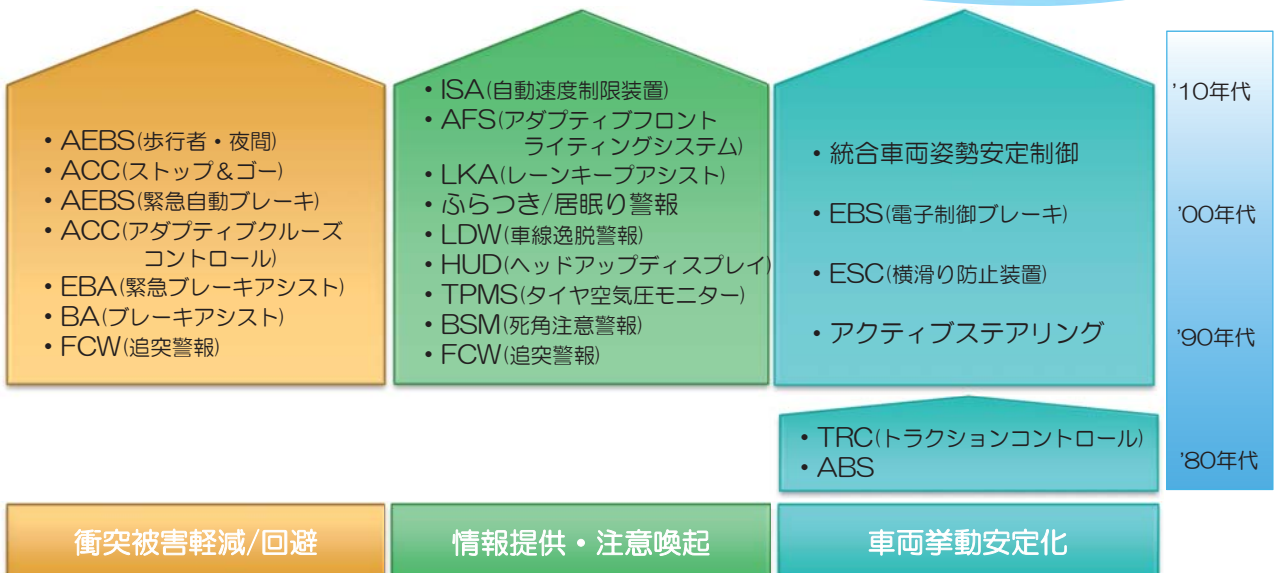 • AEBS(歩行者・夜間)
• ACC(ストップ＆ゴー)
• AEBS(緊急自動ブレーキ)
• ACC(アダプティブクルーズ
コントロール)
• EBA(緊急ブレーキアシスト)
• BA(ブレーキアシスト)
• FCW(追突警報)
• ISA(自動速度制限装置)
• AFS(アダプティブフロント
ライティングシステム)
• LKA(レーンキープアシスト)
• ふらつき/居眠り警報
• LDW(車線逸脱警報)
• HUD(ヘッドアップディスプレイ)
• TPMS(タイヤ空気圧モニター)
• BSM(死角注意警報)
• FCW(追突警報)
• 統合車両姿勢安定制御
• EBS(電子制御ブレーキ)
• ESC(横滑り防止装置)
• アクティブステアリング
• TRC(トラクションコントロール)
• ABS
'10年代
'00年代
'90年代
'80年代
衝突被害軽減/回避
情報提供・注意喚起
車両挙動安定化